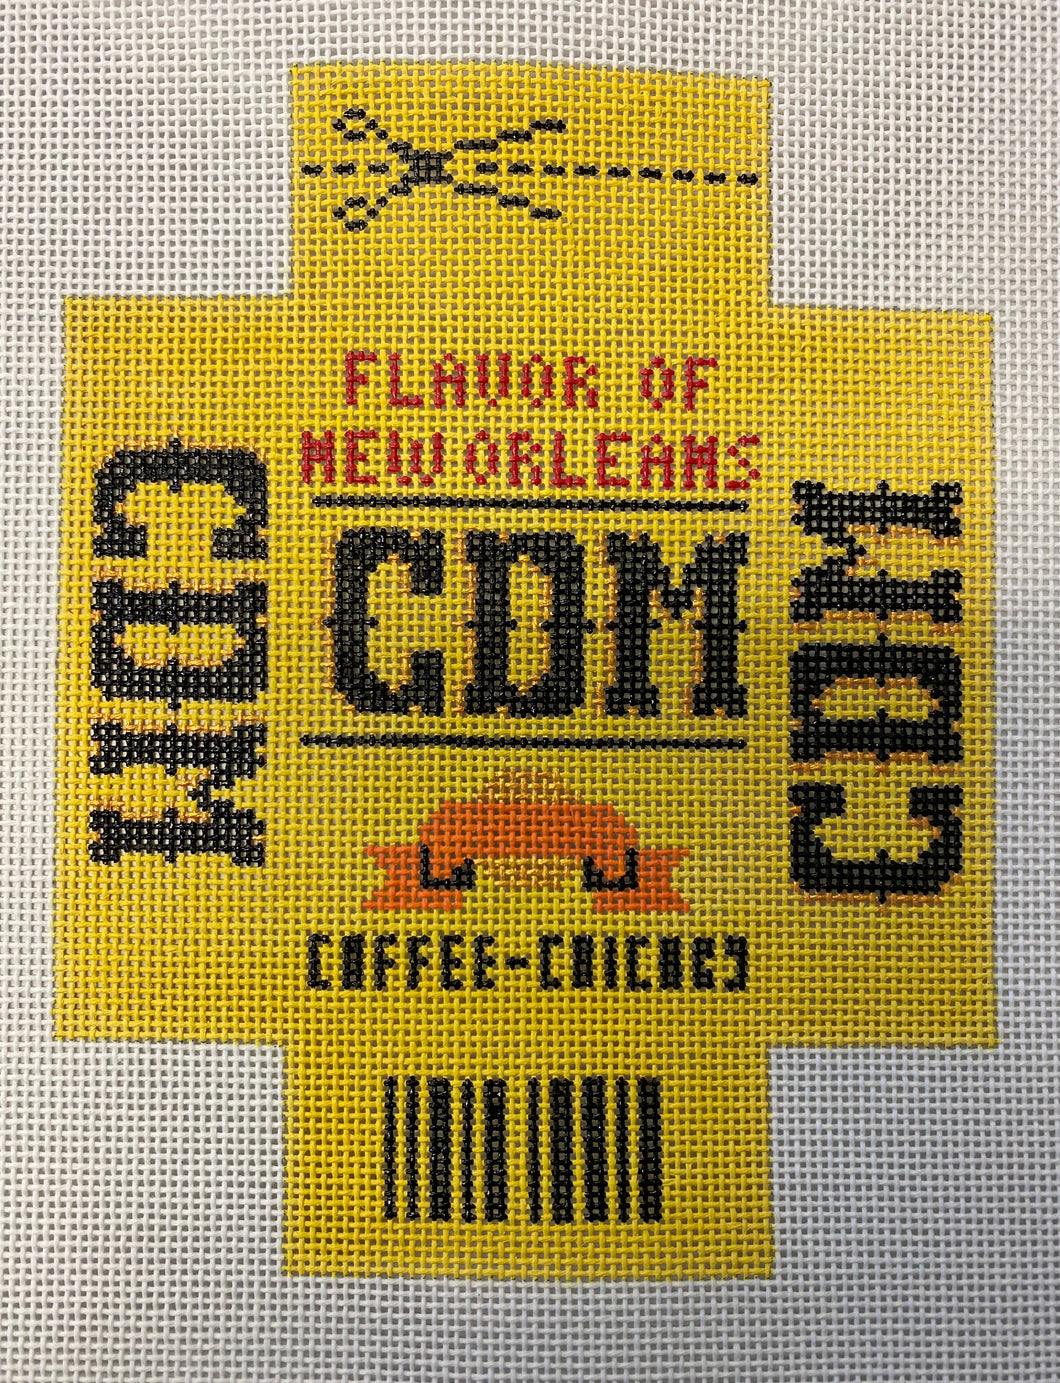 FLAVOR OF
NEW ORLEANS
CDM
CDM
CDM
COFFEE-CHICORY